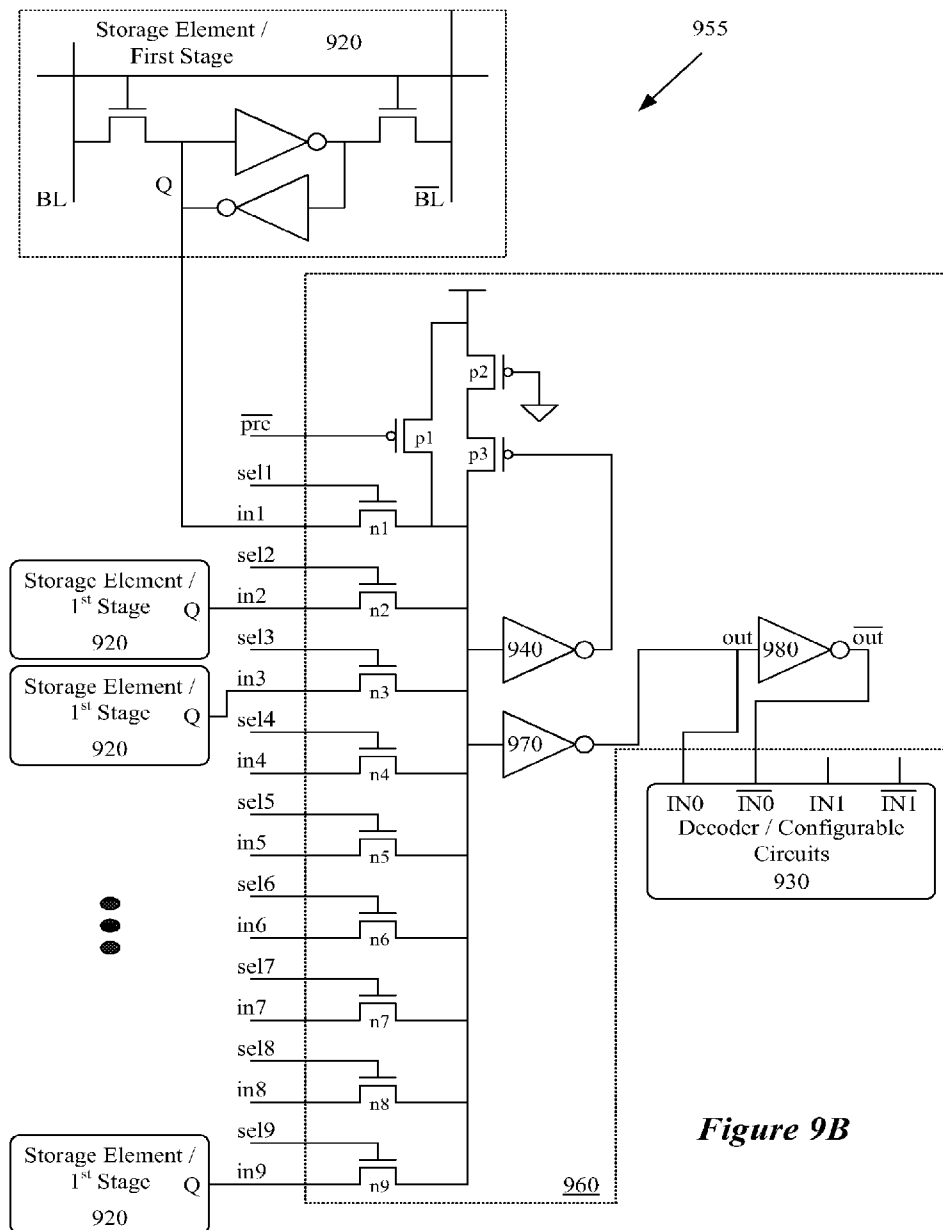 Storage Element /
First Stage
920
955
BL
Q
BL
p2
pre
p1
p3
sel1
in1
n1
sel2
in2
n2
Storage Element /
1st Stage
Q
920
sel3
in3
n3
Storage Element /
1st Stage
Q
920
940
out
980
out
sel4
in4
n4
970
sel5
in5
n5
IN0 IN0 IN1 IN1
Decoder / Configurable
Circuits
930
sel6
in6
n6
sel7
in7
n7
sel8
in8
n8
Figure 9B
sel9
in9
n9
Storage Element /
1st Stage
Q
920
960